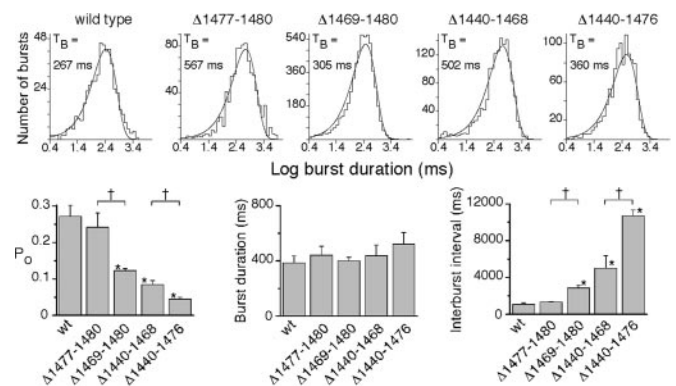 wild type
Δ1477-1480
Δ1469-1480
Δ1440-1468
Δ1440-1476
Number of bursts
48
24
T_B =
267 ms
0.4 1.4 2.4 3.4
80
40
0
T_B =
567 ms
0.4 1.4 2.4 3.4
540
360
180
0
T_B =
305 ms
0.4 1.4 2.4 3.4
120
80
40
0
T_B =
502 ms
0.4 1.4 2.4 3.4
100
60
20
T_B =
360 ms
0.4 1.4 2.4 3.4
Log burst duration (ms)
P_o
0.3
0.2
0.1
0
† †
* * *
wt
Δ1477-1480
Δ1469-1480
Δ1440-1468
Δ1440-1476
Burst duration (ms)
800
400
0
wt
Δ1477-1480
Δ1469-1480
Δ1440-1468
Δ1440-1476
Interburst interval (ms)
12000
8000
4000
0
† †
* * *
wt
Δ1477-1480
Δ1469-1480
Δ1440-1468
Δ1440-1476